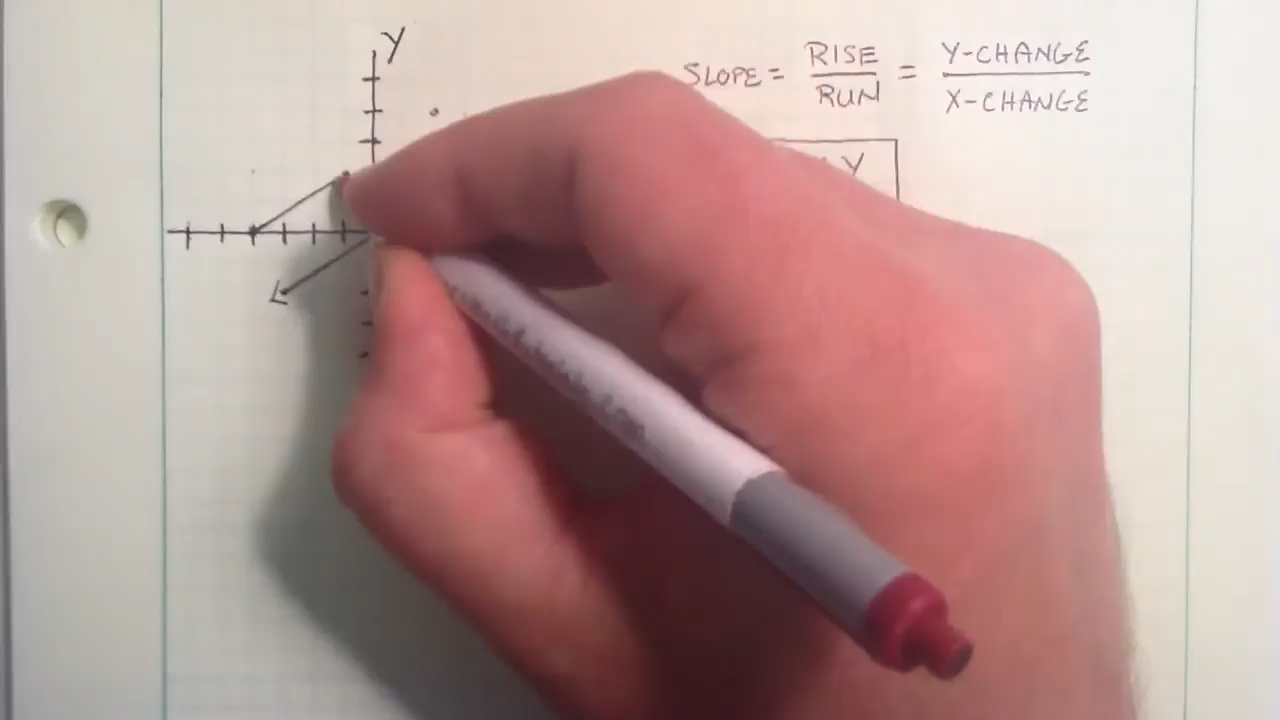 Y
SLOPE = RISE/RUN = Y-CHANGE/X-CHANGE
Y